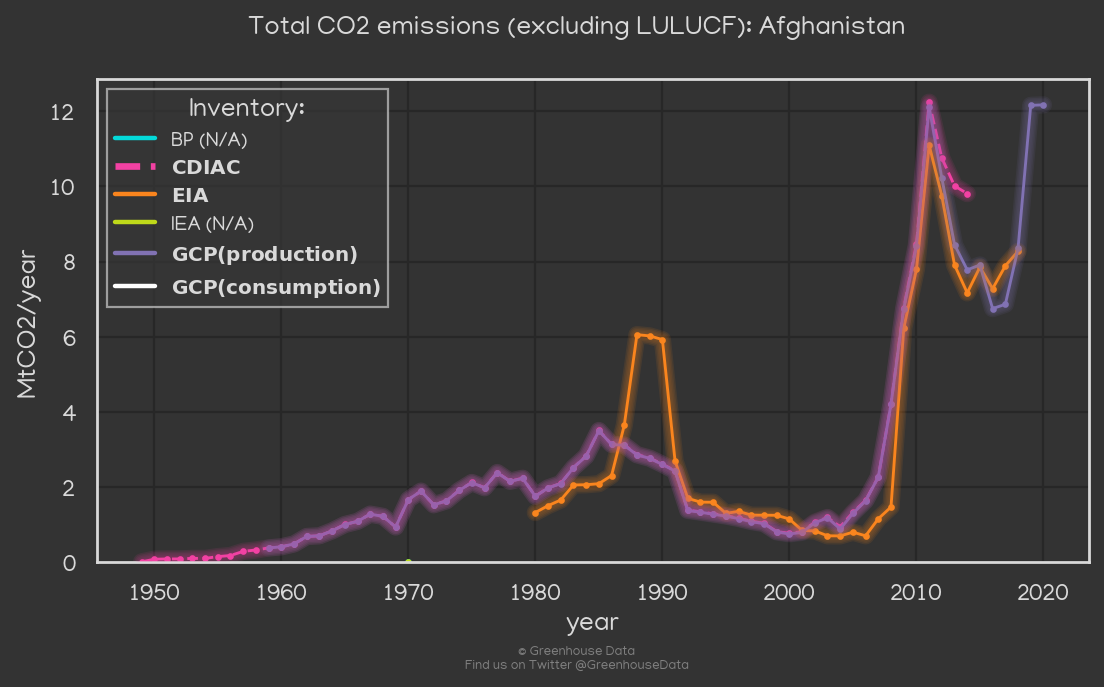 Total CO2 emissions (excluding LULUCF): Afghanistan
Inventory:
BP (N/A)
CDIAC
EIA
IEA (N/A)
GCP(production)
GCP(consumption)
MtCO2/year
12
10
8
6
4
2
0
1950 1960 1970 1980 1990 2000 2010 2020
year
© Greenhouse Data
Find us on Twitter @GreenhouseData